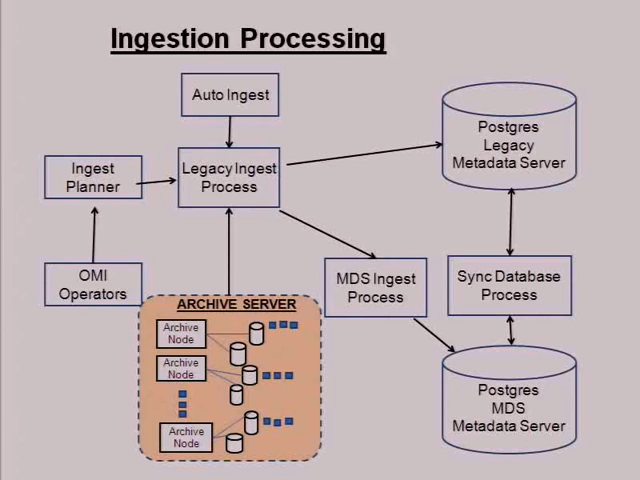 Ingestion Processing
Auto Ingest
Postgres
Legacy
Metadata Server
Ingest
Planner
Legacy Ingest
Process
OMI
Operators
MDS Ingest
Process
Sync Database
Process
ARCHIVE SERVER
Archive
Node
Archive
Node
Archive
Node
Postgres
MDS
Metadata Server